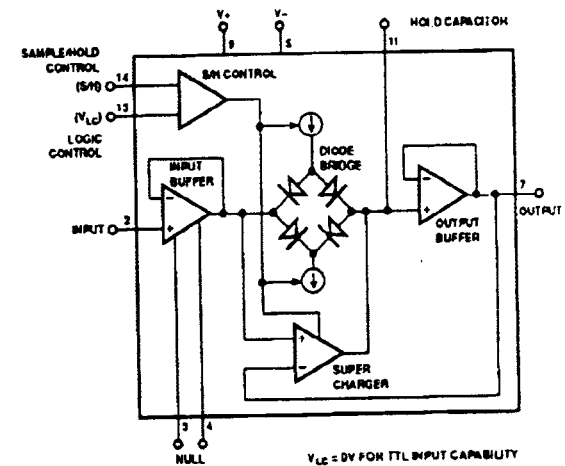 V+
V-
HOLD CAPACITOR
9
5
11
SAMPLE/HOLD
CONTROL
14
(S/H)
S/H CONTROL
13
(VLC)
LOGIC
CONTROL
DIODE
BRIDGE
INPUT
BUFFER
INPUT
2
7
OUTPUT
OUTPUT
BUFFER
SUPER
CHARGER
3
4
NULL
VLC = 0V FOR TTL INPUT CAPABILITY